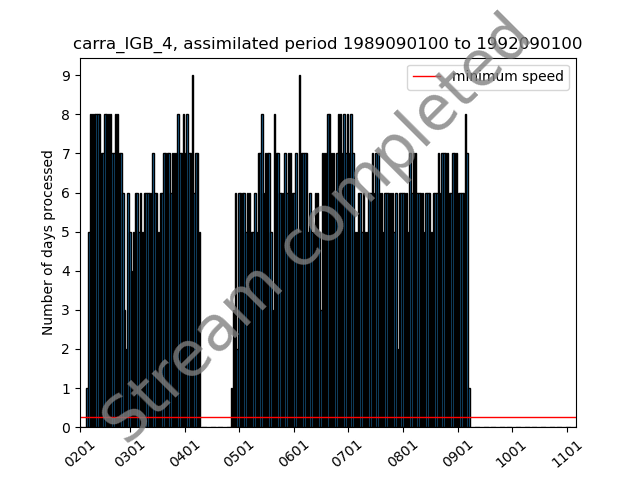 carra_IGB_4, assimilated period 1989090100 to 1992090100
minimum speed
Number of days processed
9
8
7
6
5
4
3
2
1
0
0201 0301 0401 0501 0601 0701 0801 0901 1001 1101
Stream completed